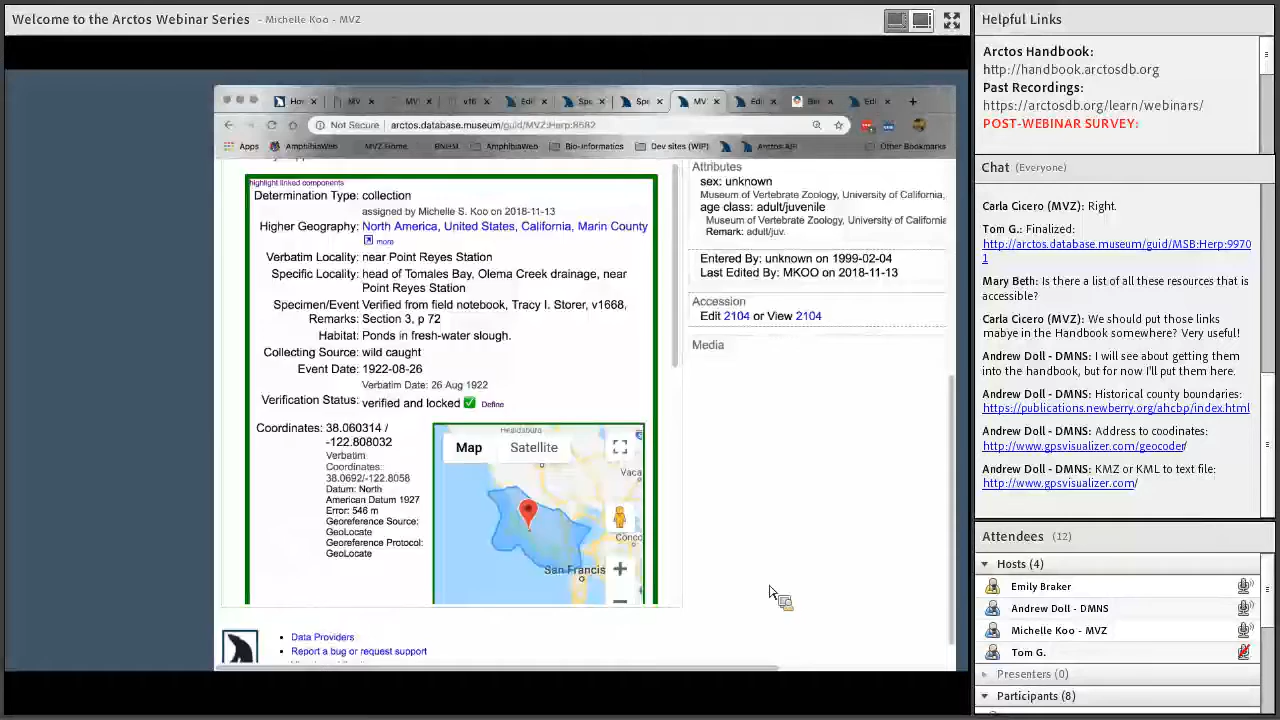 Welcome to the Arctos Webinar Series - Michelle Koo - MVZ
MV
MV
v16
Edi
Spe
Spe
MV
Edi
Edi
Not Secure arctos.database.museum/guid/MVZ:Herp:8582
Apps AmphibiaWeb MVZ Home BNHM AmphibiaWeb Bio-informatics Dev sites (WIP) Arctos API Other Bookmarks
highlight linked components
Determination Type: collection
assigned by Michelle S. Koo on 2018-11-13
Higher Geography: North America, United States, California, Marin County
more
Verbatim Locality: near Point Reyes Station
Specific Locality: head of Tomales Bay, Olema Creek drainage, near
Point Reyes Station
Specimen/Event Verified from field notebook, Tracy I. Storer, v1668,
Remarks: Section 3, p 72
Habitat: Ponds in fresh-water slough.
Collecting Source: wild caught
Event Date: 1922-08-26
Verbatim Date: 26 Aug 1922
Verification Status: verified and locked Define
Coordinates: 38.060314 /
-122.808032
Verbatim
Coordinates:
38.0692/-122.8058
Datum: North
American Datum 1927
Error: 546 m
Georeference Source:
GeoLocate
Georeference Protocol:
GeoLocate
Healdsburg
Map Satellite
Vaca
Conco
San Francis
Attributes
sex: unknown
Museum of Vertebrate Zoology, University of California,
age class: adult/juvenile
Museum of Vertebrate Zoology, University of California
Remark: adult/juv.
Entered By: unknown on 1999-02-04
Last Edited By: MKOO on 2018-11-13
Accession
Edit 2104 or View 2104
Media
Data Providers
Report a bug or request support
Helpful Links
Arctos Handbook:
http://handbook.arctosdb.org
Past Recordings:
https://arctosdb.org/learn/webinars/
POST-WEBINAR SURVEY:
Chat (Everyone)
Carla Cicero (MVZ): Right.
Tom G.: Finalized:
http://arctos.database.museum/guid/MSB:Herp:9970
1
Mary Beth: Is there a list of all these resources that is
accessible?
Carla Cicero (MVZ): We should put those links
mabye in the Handbook somewhere? Very useful!
Andrew Doll - DMNS: I will see about getting them
into the handbook, but for now I'll put them here.
Andrew Doll - DMNS: Historical county boundaries:
https://publications.newberry.org/ahcbp/index.html
Andrew Doll - DMNS: Address to coodinates:
http://www.gpsvisualizer.com/geocoder/
Andrew Doll - DMNS: KMZ or KML to text file:
http://www.gpsvisualizer.com/
Attendees (12)
Hosts (4)
Emily Braker
Andrew Doll - DMNS
Michelle Koo - MVZ
Tom G.
Presenters (0)
Participants (8)